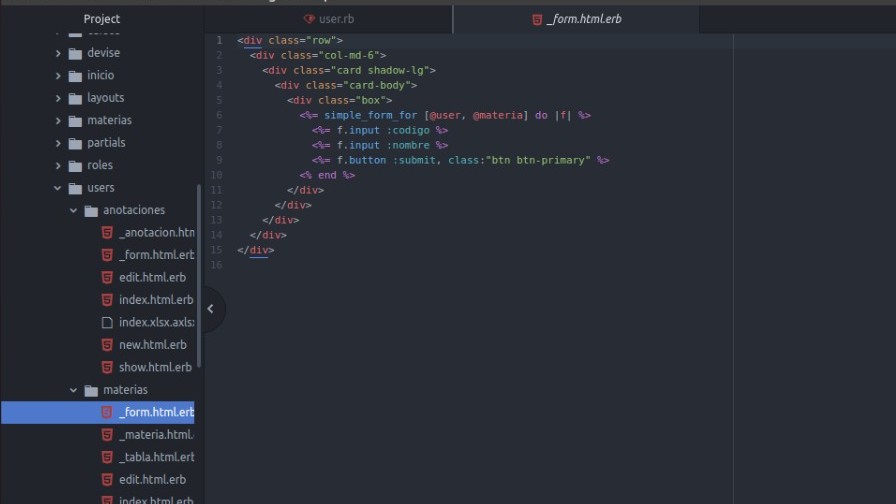 Project
user.rb
_form.html.erb
devise
inicio
layouts
materias
partials
roles
users
anotaciones
_anotacion.htn
_form.html.erb
edit.html.erb
index.html.erb
index.xlsx.axls
new.html.erb
show.html.erb
materias
_form.html.erb
_materia.html.
_tabla.html.erb
edit.html.erb
index.html.erb
1 <div class="row">
2 <div class="col-md-6">
3 <div class="card shadow-lg">
4 <div class="card-body">
5 <div class="box">
6 <%= simple_form_for [@user, @materia] do |f| %>
7 <%= f.input :codigo %>
8 <%= f.input :nombre %>
9 <%= f.button :submit, class:"btn btn-primary" %>
10 <% end %>
11 </div>
12 </div>
13 </div>
14 </div>
15 </div>
16